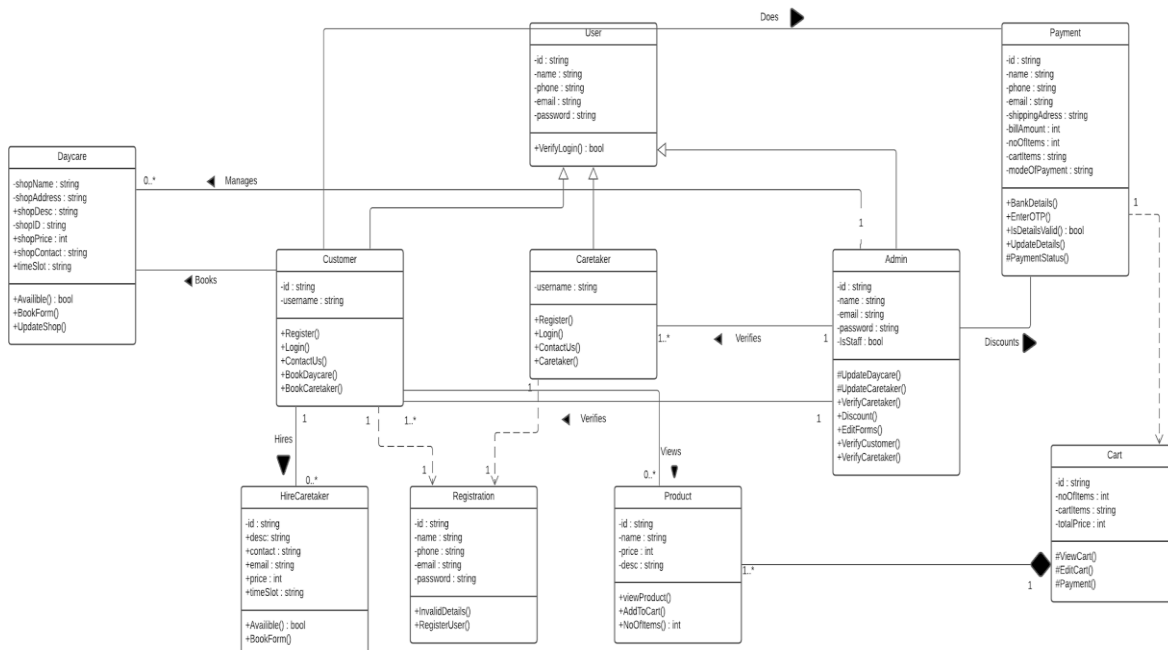 Does
User
-id : string
-name : string
-phone : string
-email : string
-password : string
+VerifyLogin() : bool
Payment
-id : string
-name : string
-phone : string
-email : string
-shippingAdress : string
-billAmount : int
-noOfItems : int
-cartItems : string
-modeOfPayment : string
+BankDetails()
+EnterOTP()
+IsDetailsValid() : bool
+UpdateDetails()
#PaymentStatus()
1
Daycare
-shopName : string
-shopAddress : string
+shopDesc : string
-shopID : string
+shopPrice : int
+shopContact : string
+timeSlot : string
+Availible() : bool
+BookForm()
+UpdateShop()
0..*
Manages
1
Books
Customer
-id : string
-username : string
+Register()
+Login()
+ContactUs()
+BookDaycare()
+BookCaretaker()
Caretaker
-username : string
+Register()
+Login()
+ContactUs()
+Caretaker()
1..*
Verifies
1
Admin
-id : string
-name : string
-email : string
-password : string
-IsStaff : bool
#UpdateDaycare()
#UpdateCaretaker()
+VerifyCaretaker()
+Discount()
+EditForms()
+VerifyCustomer()
+VerifyCaretaker()
Discounts
1
1
1
1..*
Verifies
1
Hires
0..*
1
1
Views
0..*
HireCaretaker
-id : string
+desc: string
+contact : string
+email : string
+price : int
+timeSlot : string
+Availible() : bool
+BookForm()
Registration
-id : string
-name : string
-phone : string
-email : string
-password : string
+InvalidDetails()
+RegisterUser()
Product
-id : string
-name : string
-price : int
-desc : string
+viewProduct()
+AddToCart()
+NoOfItems() : int
1..*
1
Cart
-id : string
-noOfItems : int
-cartItems : string
-totalPrice : int
#ViewCart()
#EditCart()
#Payment()